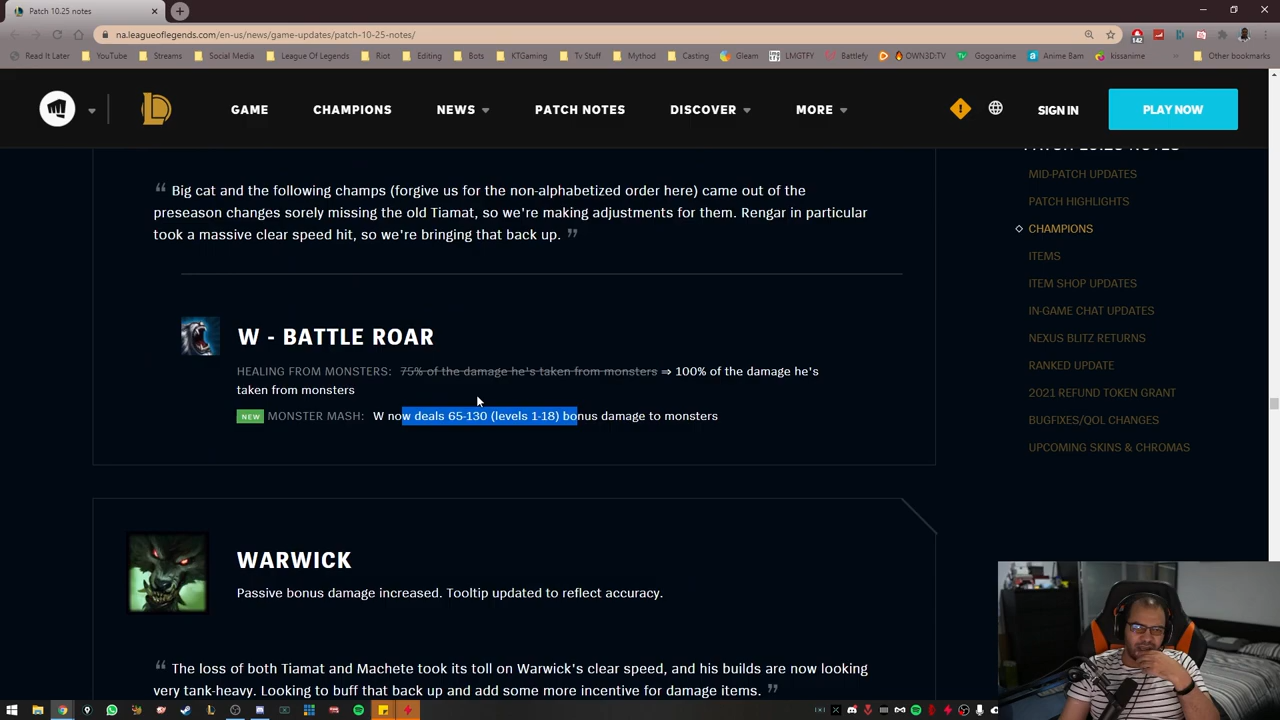 Patch 10.25 notes
na.leagueoflegends.com/en-us/news/game-updates/patch-10-25-notes/
142
Read It Later YouTube Streams Social Media League Of Legends Riot Editing Bots KTGaming Tv Stuff Mythod Casting Gleam LMGTFY Battlefy OWN3D:TV Gogoanime Anime Bam kissanime Other bookmarks
GAME CHAMPIONS NEWS PATCH NOTES DISCOVER MORE SIGN IN PLAY NOW
“ Big cat and the following champs (forgive us for the non-alphabetized order here) came out of the
preseason changes sorely missing the old Tiamat, so we're making adjustments for them. Rengar in particular
took a massive clear speed hit, so we're bringing that back up. ”
W - BATTLE ROAR
HEALING FROM MONSTERS: 75% of the damage he's taken from monsters ⇒ 100% of the damage he's
taken from monsters
NEW MONSTER MASH: W now deals 65-130 (levels 1-18) bonus damage to monsters
WARWICK
Passive bonus damage increased. Tooltip updated to reflect accuracy.
“ The loss of both Tiamat and Machete took its toll on Warwick's clear speed, and his builds are now looking
very tank-heavy. Looking to buff that back up and add some more incentive for damage items. ”
PATCH 10.25 NOTES
MID-PATCH UPDATES
PATCH HIGHLIGHTS
CHAMPIONS
ITEMS
ITEM SHOP UPDATES
IN-GAME CHAT UPDATES
NEXUS BLITZ RETURNS
RANKED UPDATE
2021 REFUND TOKEN GRANT
BUGFIXES/QOL CHANGES
UPCOMING SKINS & CHROMAS